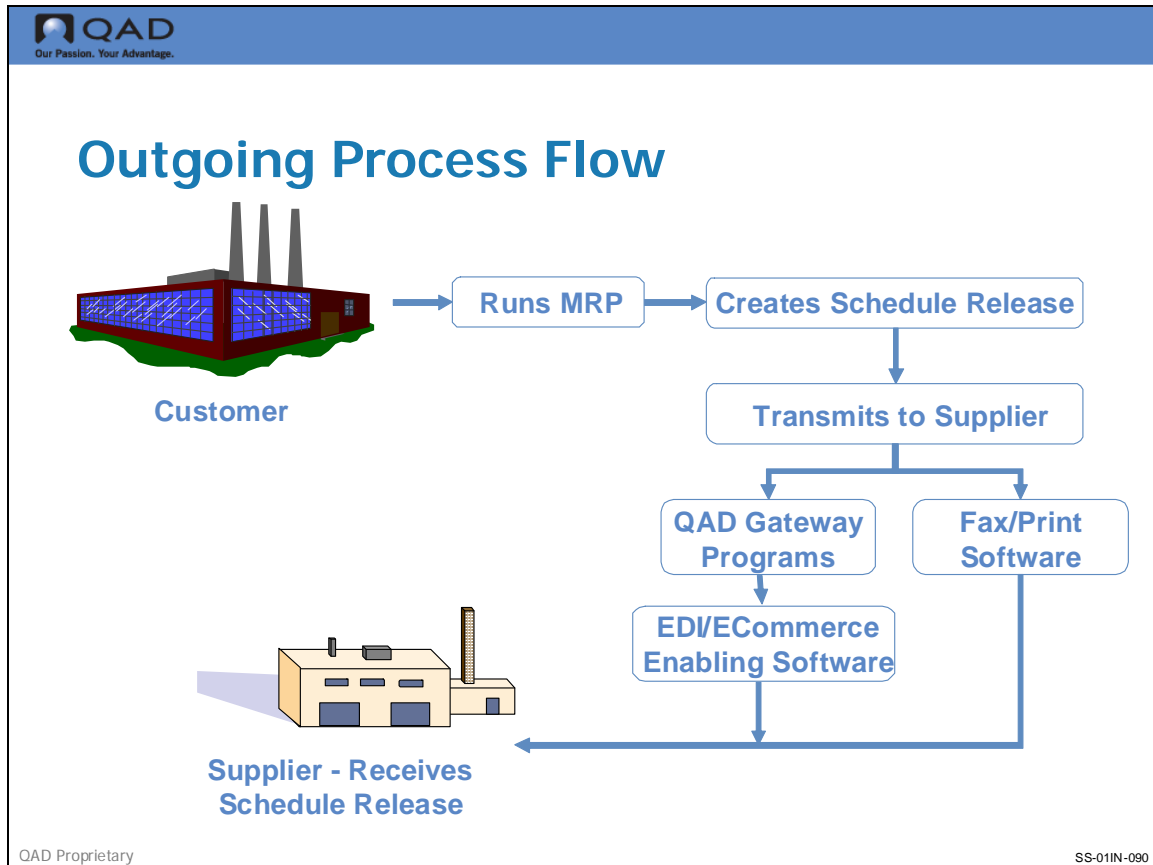 QAD
Our Passion. Your Advantage.
Outgoing Process Flow
Runs MRP
Creates Schedule Release
Customer
Transmits to Supplier
QAD Gateway
Programs
Fax/Print
Software
EDI/ECommerce
Enabling Software
Supplier - Receives
Schedule Release
QAD Proprietary
SS-01IN-090